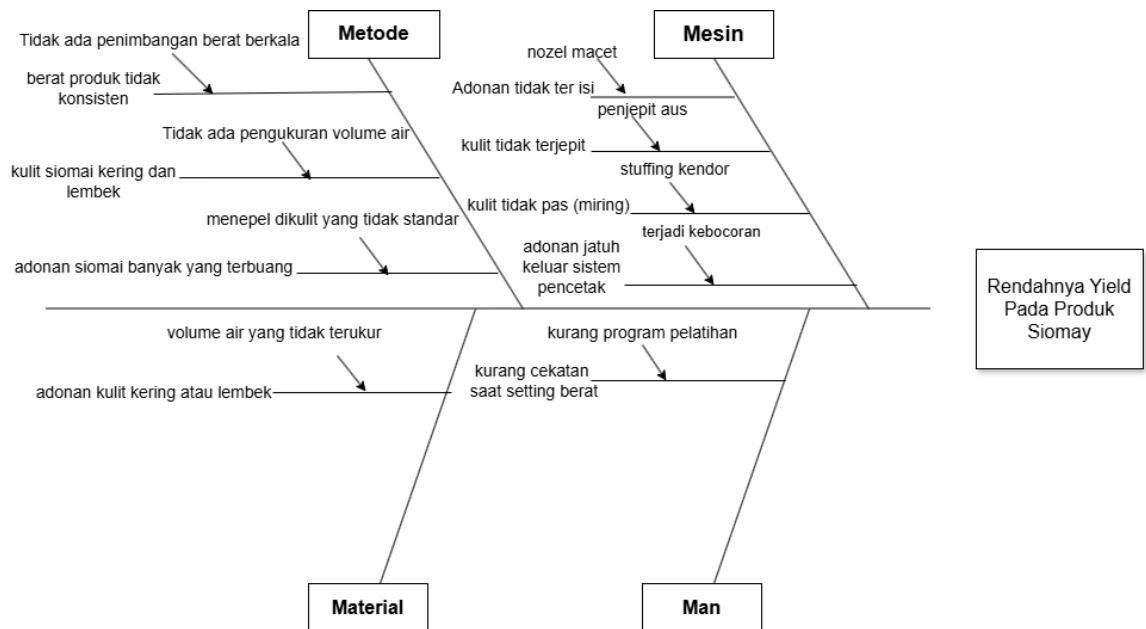 Metode
Tidak ada penimbangan berat berkala
berat produk tidak
konsisten
Tidak ada pengukuran volume air
kulit siomai kering dan
lembek
menepel dikulit yang tidak standar
adonan siomai banyak yang terbuang
Mesin
nozel macet
Adonan tidak ter isi
penjepit aus
kulit tidak terjepit
stuffing kendor
kulit tidak pas (miring)
terjadi kebocoran
adonan jatuh
keluar sistem
pencetak
Rendahnya Yield
Pada Produk
Siomay
volume air yang tidak terukur
adonan kulit kering atau lembek
Material
kurang program pelatihan
kurang cekatan
saat setting berat
Man